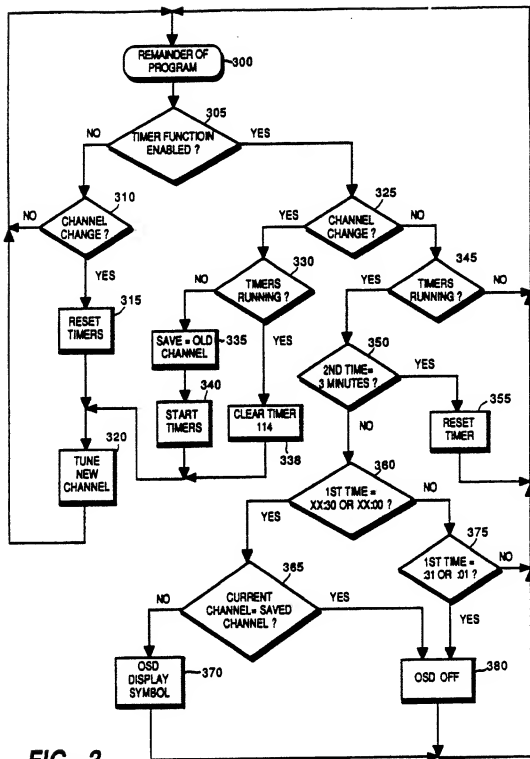 REMAINDER OF
PROGRAM
300
305
TIMER FUNCTIOIN
ENABLED ?
NO
YES
310
CHANNEL
CHANGE ?
NO
YES
325
CHANNEL
CHANGE ?
YES
NO
315
RESET
TIMERS
330
TIMERS
RUNNING ?
NO
YES
345
TIMERS
RUNNING ?
YES
NO
SAVE = OLD
CHANNEL
335
340
START
TIMERS
CLEAR TIMER
114
338
350
2ND TIME=
3 MINUTES ?
YES
NO
355
RESET
TIMER
320
TUNE
NEW
CHANNEL
360
1ST TIME =
XX:30 OR XX:00 ?
YES
NO
365
CURRENT
CHANNEL= SAVED
CHANNEL ?
NO
YES
375
1ST TIME =
:31 OR :01 ?
YES
NO
OSD
DISPLAY
SYMBOL
370
OSD OFF
380